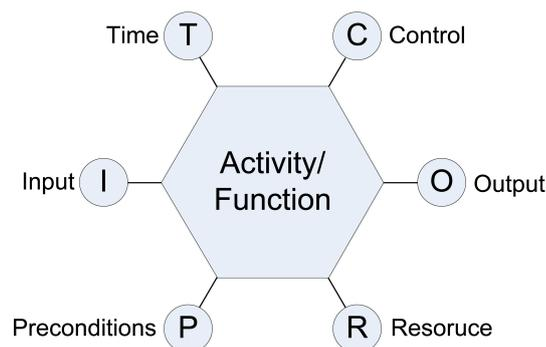 Time T
C Control
Input I
Activity/
Function
O Output
Preconditions P
R Resoruce